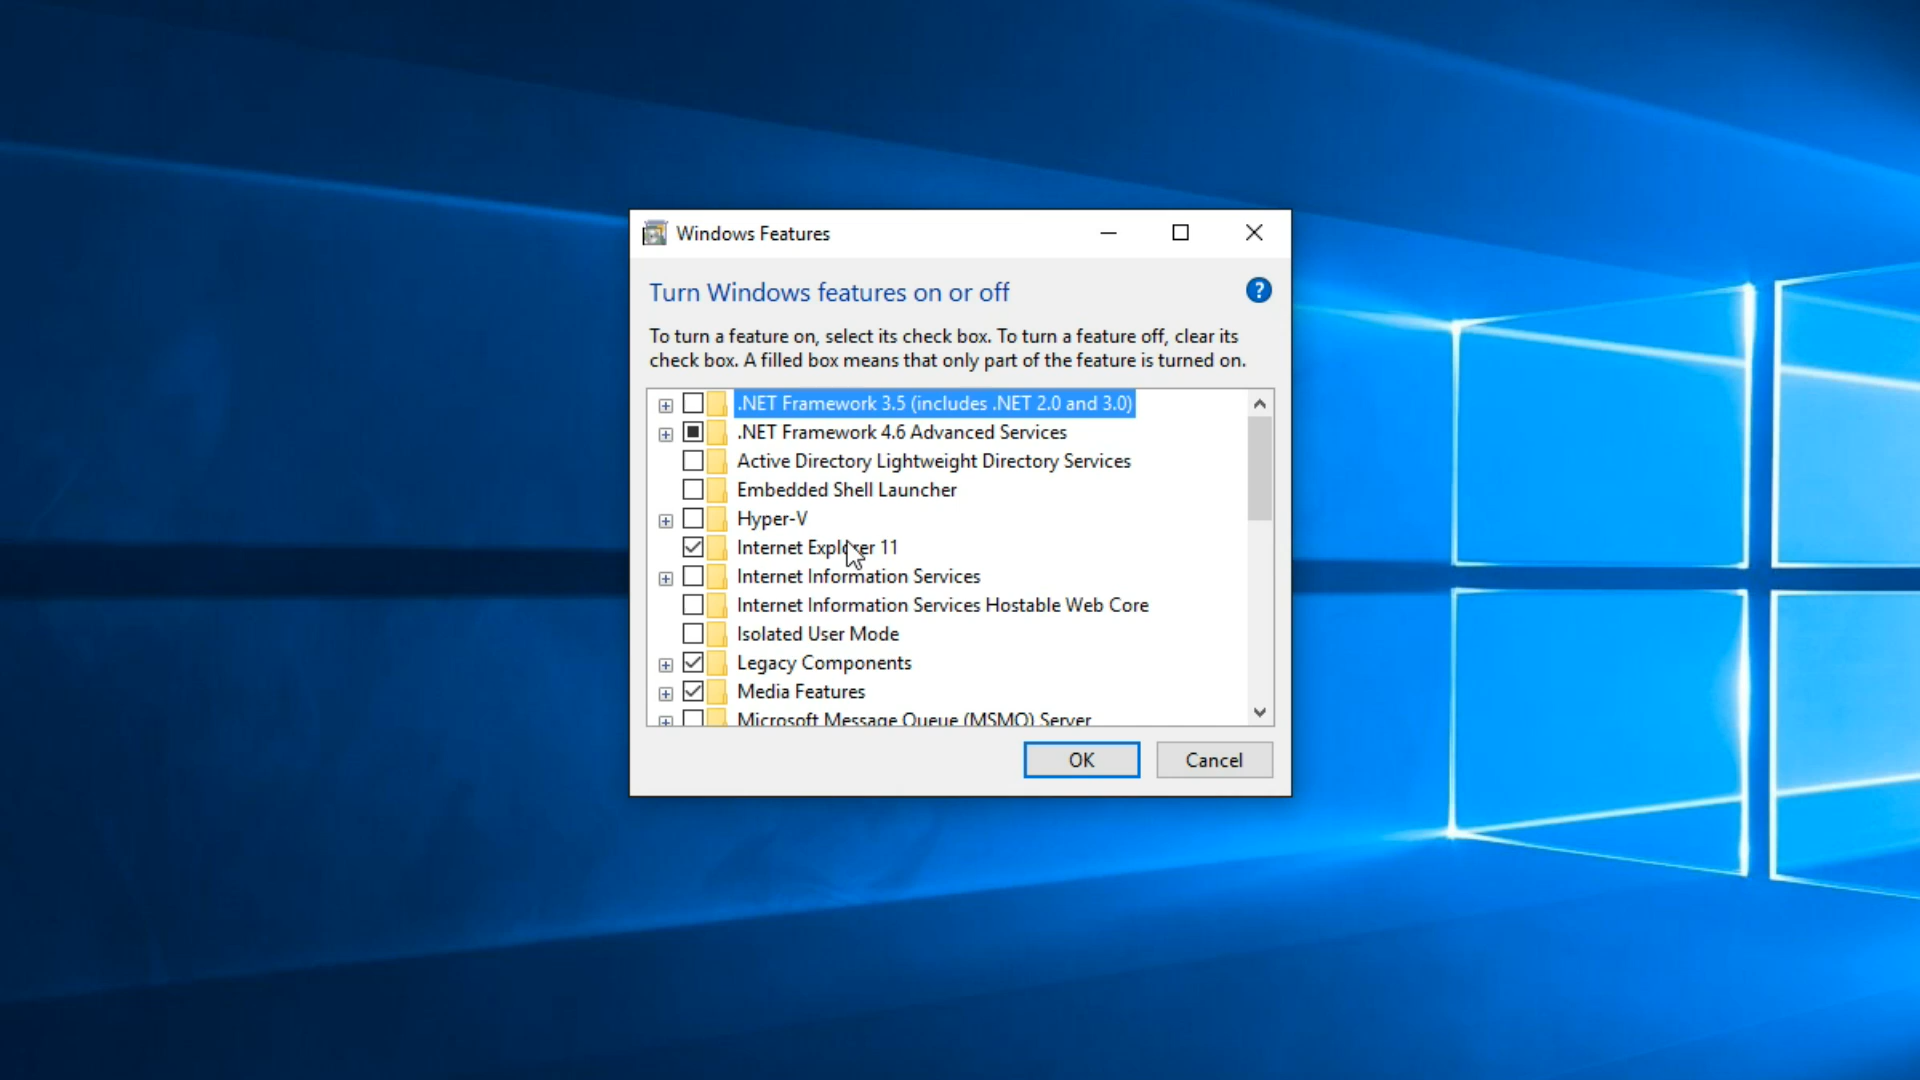 Windows Features
Turn Windows features on or off
?
To turn a feature on, select its check box. To turn a feature off, clear its
check box. A filled box means that only part of the feature is turned on.
.NET Framework 3.5 (includes .NET 2.0 and 3.0)
.NET Framework 4.6 Advanced Services
Active Directory Lightweight Directory Services
Embedded Shell Launcher
Hyper-V
Internet Explorer 11
Internet Information Services
Internet Information Services Hostable Web Core
Isolated User Mode
Legacy Components
Media Features
Microsoft Message Queue (MSMQ) Server
OK
Cancel